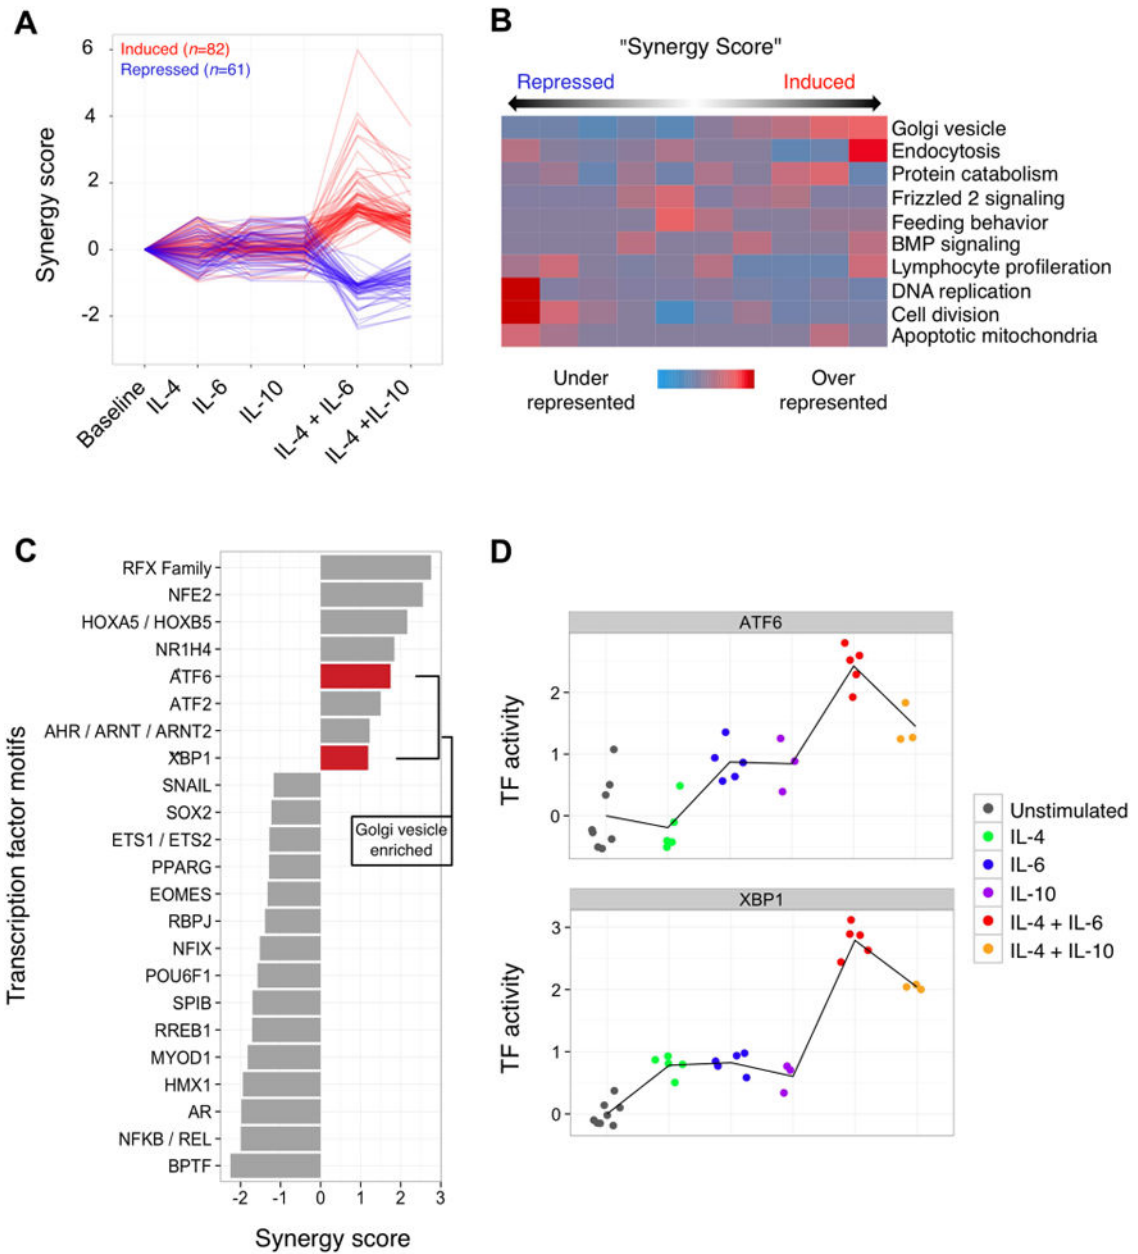 A
Synergy score
6
4
2
0
-2
Induced (n=82)
Repressed (n=61)
Baseline
IL-4
IL-6
IL-10
IL-4 + IL-6
IL-4 +IL-10
B
"Synergy Score"
Repressed
Induced
Golgi vesicle
Endocytosis
Protein catabolism
Frizzled 2 signaling
Feeding behavior
BMP signaling
Lymphocyte profileration
DNA replication
Cell division
Apoptotic mitochondria
Under
represented
Over
represented
C
Transcription factor motifs
RFX Family
NFE2
HOXA5 / HOXB5
NR1H4
ATF6
ATF2
AHR / ARNT / ARNT2
XBP1
SNAIL
SOX2
ETS1 / ETS2
PPARG
EOMES
RBPJ
NFIX
POU6F1
SPIB
RREB1
MYOD1
HMX1
AR
NFKB / REL
BPTF
Golgi vesicle
enriched
-2 -1 0 1 2 3
Synergy score
D
ATF6
TF activity
2
1
0
XBP1
TF activity
3
2
1
0
Unstimulated
IL-4
IL-6
IL-10
IL-4 + IL-6
IL-4 + IL-10